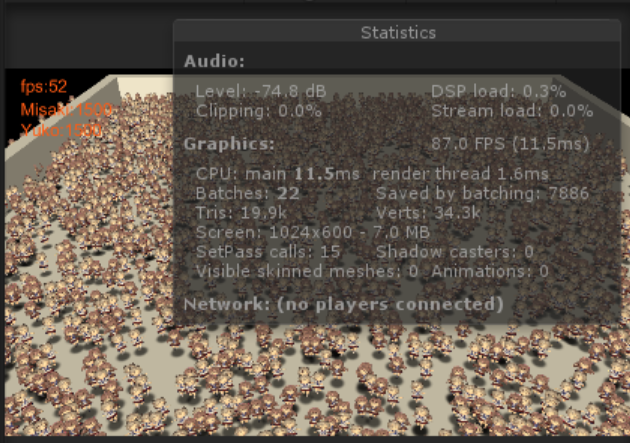 Statistics
Audio:
Level: -74.8 dB DSP load: 0.3%
Clipping: 0.0% Stream load: 0.0%
Graphics: 87.0 FPS (11.5ms)
CPU: main 11.5ms render thread 1.6ms
Batches: 22 Saved by batching: 7886
Tris: 19.9k Verts: 34.3k
Screen: 1024x600 - 7.0 MB
SetPass calls: 15 Shadow casters: 0
Visible skinned meshes: 0 Animations: 0
Network: (no players connected)
fps:52
Misaki:1500
Yuko:1500